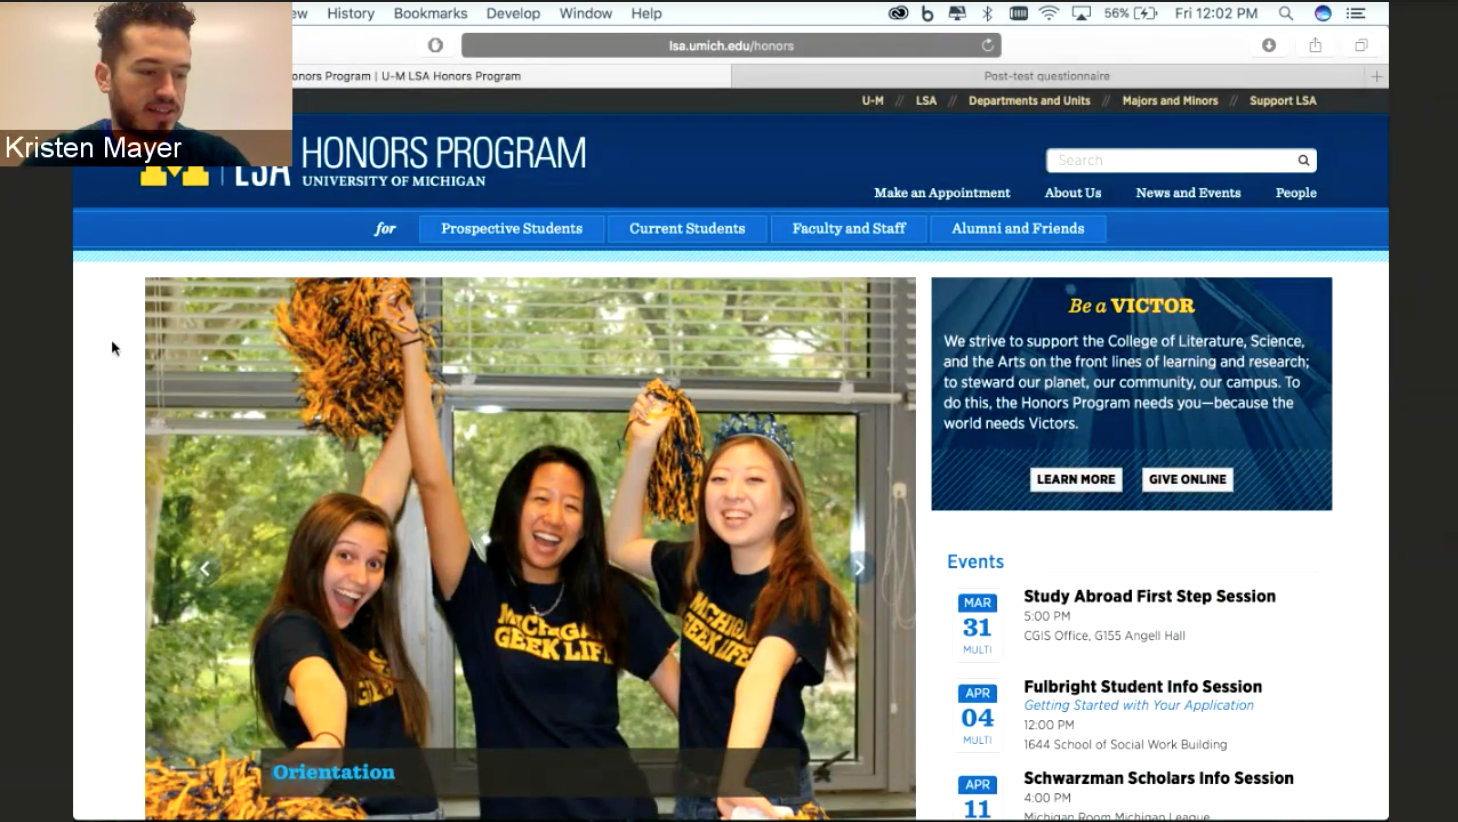 ew History Bookmarks Develop Window Help 56% Fri 12:02 PM
lsa.umich.edu/honors
onors Program | U-M LSA Honors Program Post-test questionnaire
U-M // LSA // Departments and Units // Majors and Minors // Support LSA
Kristen Mayer
M LSA HONORS PROGRAM
UNIVERSITY OF MICHIGAN
Search
Make an Appointment About Us News and Events People
for Prospective Students Current Students Faculty and Staff Alumni and Friends
MICHIGA
GEEK LIF
MICHIGAN
GEEK LIFE
Orientation
Be a VICTOR
We strive to support the College of Literature, Science,
and the Arts on the front lines of learning and research;
to steward our planet, our community, our campus. To
do this, the Honors Program needs you—because the
world needs Victors.
LEARN MORE GIVE ONLINE
Events
MAR
31
MULTI
Study Abroad First Step Session
5:00 PM
CGIS Office, G155 Angell Hall
APR
04
MULTI
Fulbright Student Info Session
Getting Started with Your Application
12:00 PM
1644 School of Social Work Building
APR
11
Schwarzman Scholars Info Session
4:00 PM
Michigan Room Michigan League